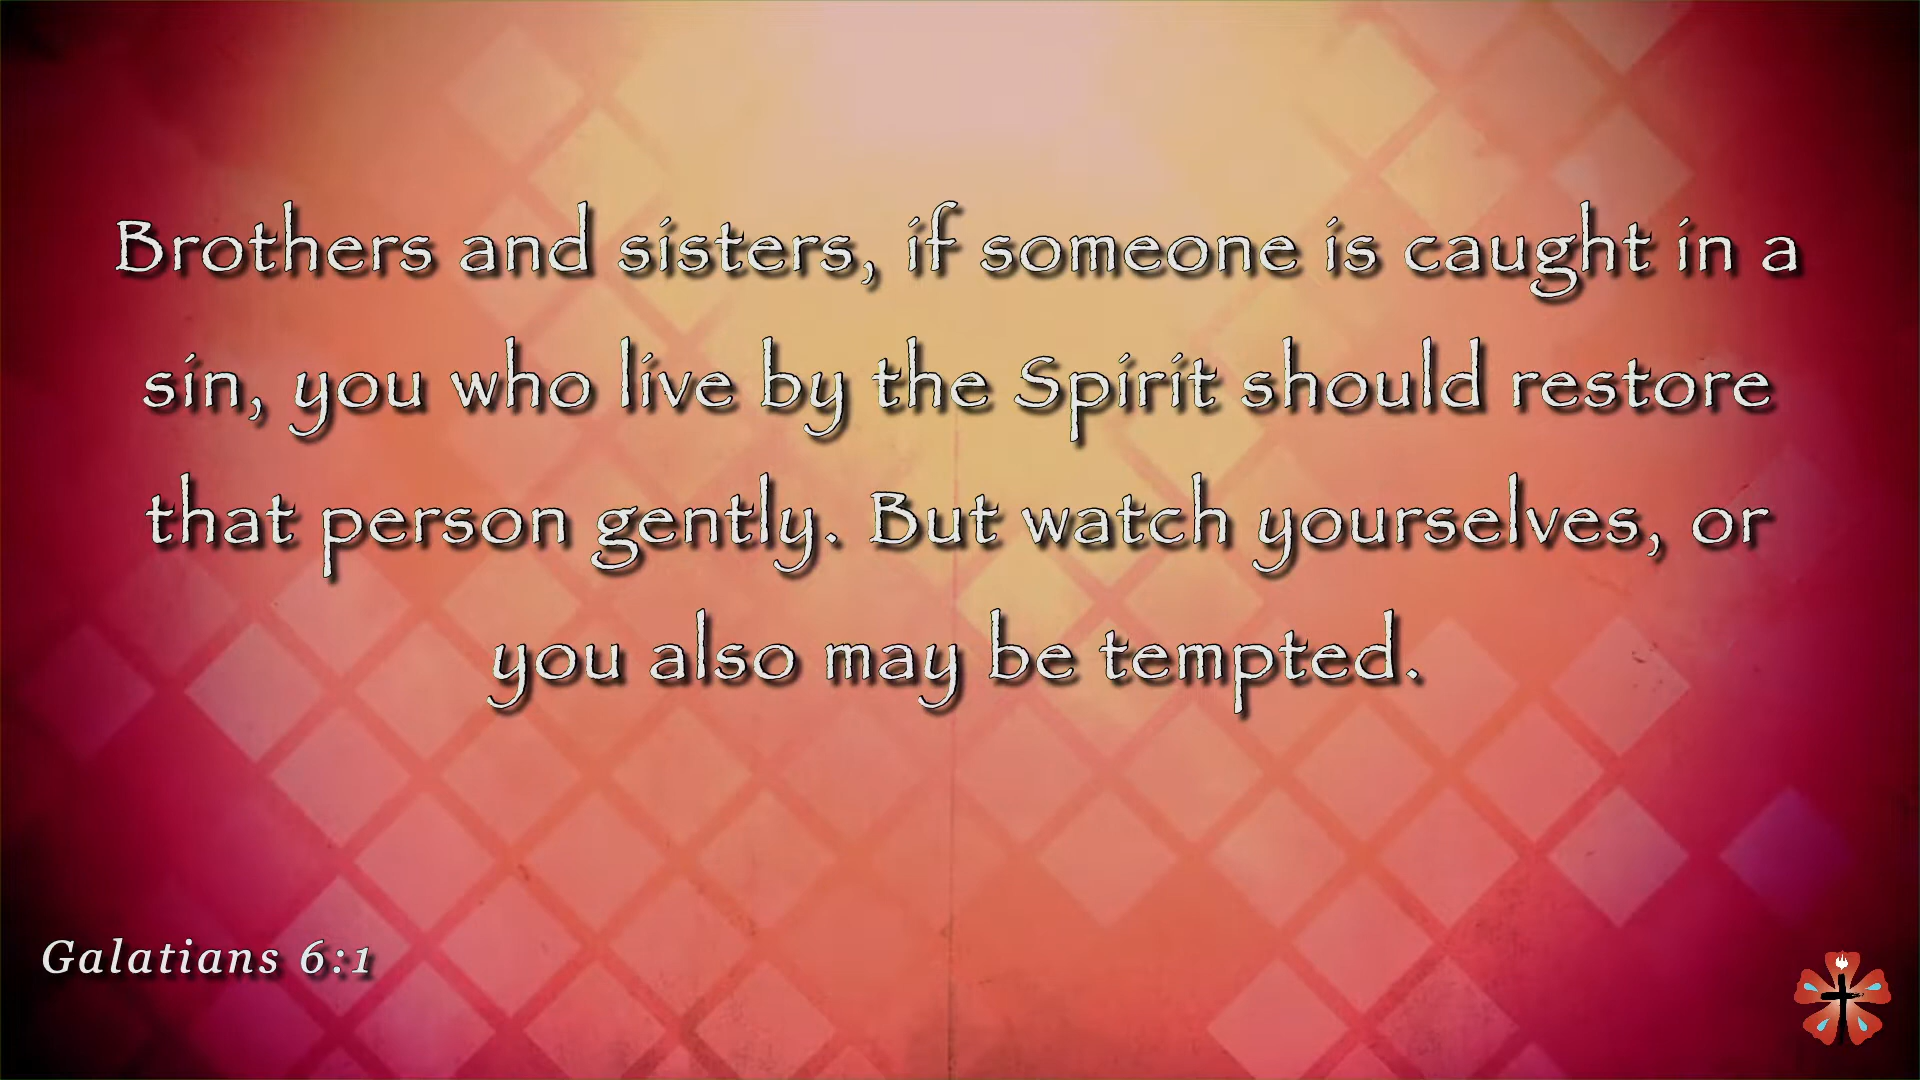 Brothers and sisters, if someone is caught in a
sin, you who live by the Spirit should restore
that person gently. But watch yourselves, or
you also may be tempted.
Galatians 6:1